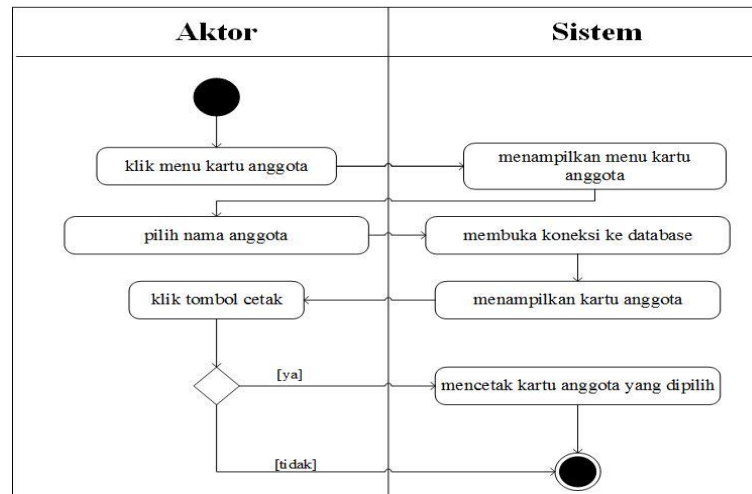 Aktor
Sistem
klik menu kartu anggota
menampilkan menu kartu
anggota
pilih nama anggota
membuka koneksi ke database
klik tombol cetak
menampilkan kartu anggota
[ya]
mencetak kartu anggota yang dipilih
[tidak]